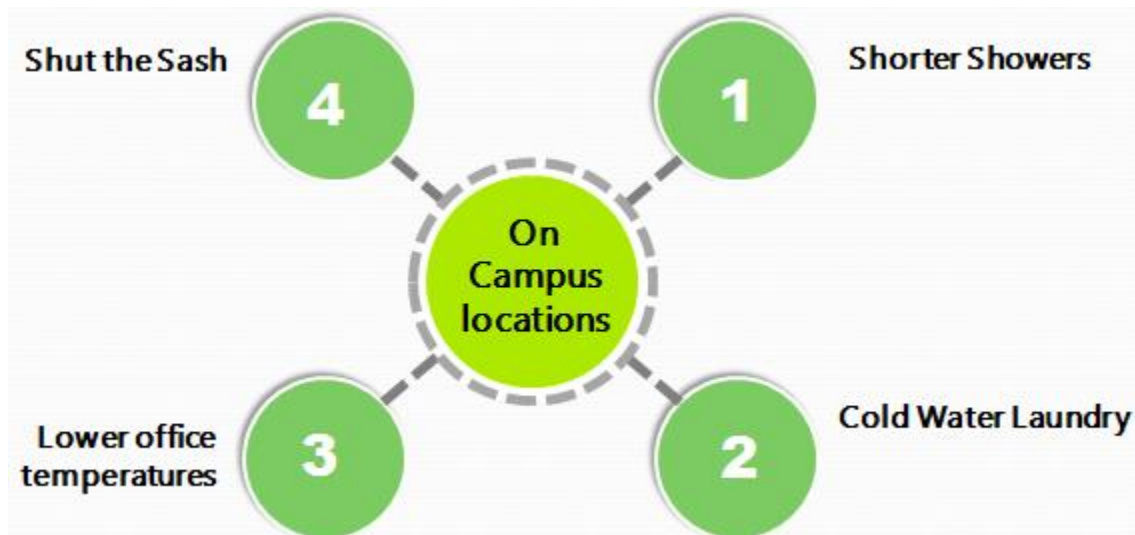 Shut the Sash
4
1
Shorter Showers
On
Campus
locations
Lower office
temperatures
3
2
Cold Water Laundry